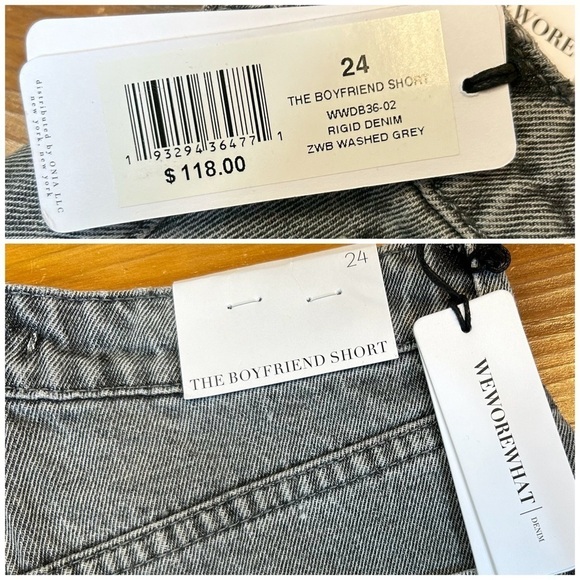 distributed by ONIA, LLC
new york, new york
1 93294 36477 1
$118.00
24
THE BOYFRIEND SHORT
WWDB36-02
RIGID DENIM
ZWB WASHED GREY
WORE
24
THE BOYFRIEND SHORT
WEWOREWHAT | DENIM